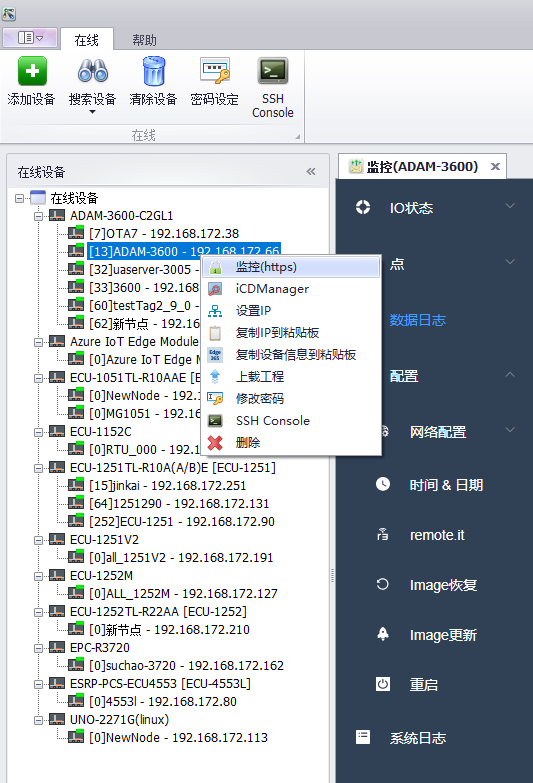 在线
帮助
添加设备
搜索设备
清除设备
密码设定
SSH
Console
在线
在线设备
在线设备
ADAM-3600-C2GL1
[7]OTA7 - 192.168.172.38
[13]ADAM-3600 - 192.168.172.66
[32]uaserver-3005 -
[33]3600 - 192.168.1
[60]testTag2_9_0 -
[62]新节点 - 192.16
Azure IoT Edge Module
[0]Azure IoT Edge M
ECU-1051TL-R10AAE [E
[0]NewNode - 192.1
[0]MG1051 - 192.16
ECU-1152C
[0]RTU_000 - 192.16
ECU-1251TL-R10A(A/B)E [ECU-1251]
[15]jinkai - 192.168.172.251
[64]1251290 - 192.168.172.131
[252]ECU-1251 - 192.168.172.90
ECU-1251V2
[0]all_1251V2 - 192.168.172.191
ECU-1252M
[0]ALL_1252M - 192.168.172.127
ECU-1252TL-R22AA [ECU-1252]
[0]新节点 - 192.168.172.210
EPC-R3720
[0]suchao-3720 - 192.168.172.162
ESRP-PCS-ECU4553 [ECU-4553L]
[0]4553l - 192.168.172.80
UNO-2271G(linux)
[0]NewNode - 192.168.172.113
监控(https)
iCDManager
设置IP
复制IP到粘贴板
Edge
365
复制设备信息到粘贴板
上载工程
修改密码
SSH Console
删除
监控(ADAM-3600)
IO状态
点
数据日志
配置
网络配置
时间 & 日期
remote.it
Image恢复
Image更新
重启
系统日志